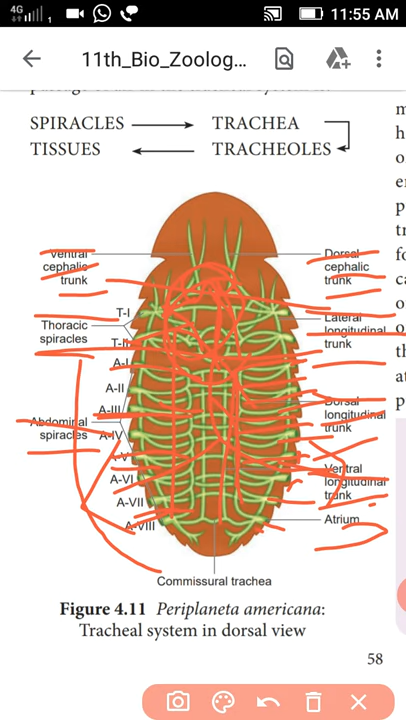 4G 1 11:55 AM
11th_Bio_Zoolog...
SPIRACLES TRACHEA
TISSUES TRACHEOLES
Ventral
cephalic
trunk
Dorsal
cephalic
trunk
T-I
Thoracic
spiracles
T-II
Lateral
longitudinal
trunk
A-I
A-II
A-III
Abdominal
spiracles
A-IV
A-V
A-VI
A-VII
A-VIII
Dorsal
longitudinal
trunk
Ventral
longitudinal
trunk
Atrium
Commissural trachea
Figure 4.11 Periplaneta americana:
Tracheal system in dorsal view
58